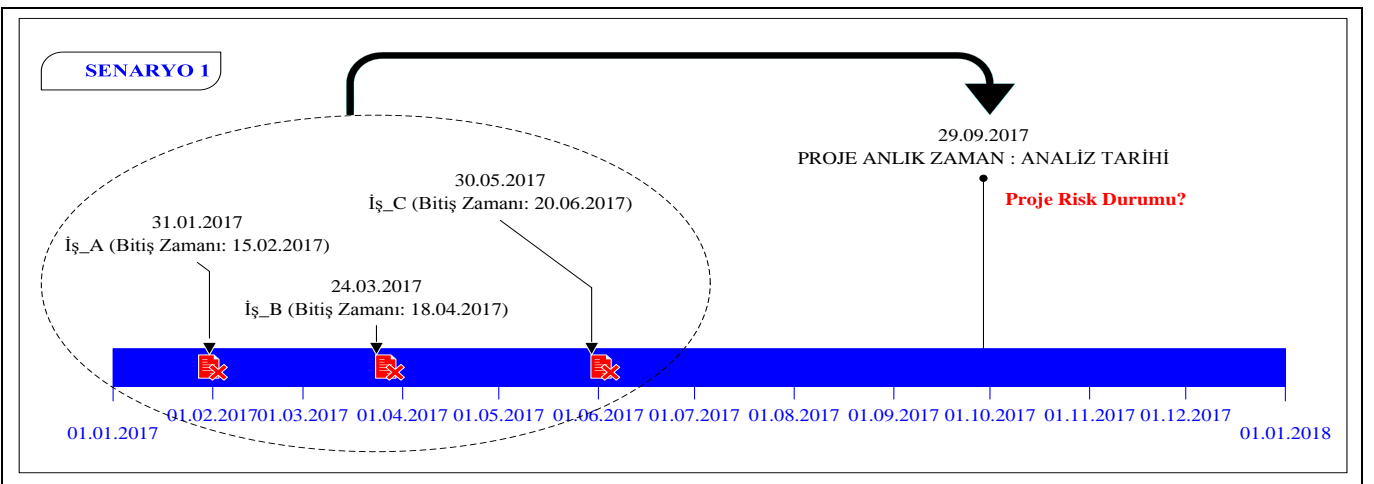 SENARYO 1
29.09.2017
PROJE ANLIK ZAMAN : ANALİZ TARİHİ
Proje Risk Durumu?
30.05.2017
İş_C (Bitiş Zamanı: 20.06.2017)
31.01.2017
İş_A (Bitiş Zamanı: 15.02.2017)
24.03.2017
İş_B (Bitiş Zamanı: 18.04.2017)
01.02.2017 01.03.2017 01.04.2017 01.05.2017 01.06.2017 01.07.2017 01.08.2017 01.09.2017 01.10.2017 01.11.2017 01.12.2017
01.01.2017
01.01.2018